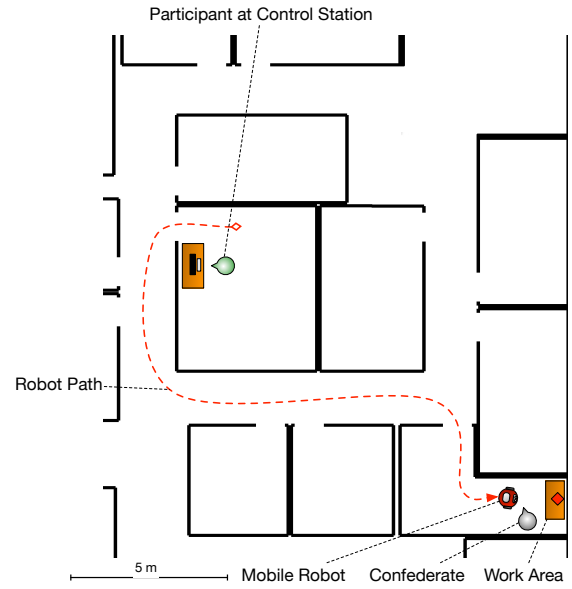 Participant at Control Station
Robot Path
5 m
Mobile Robot
Confederate
Work Area